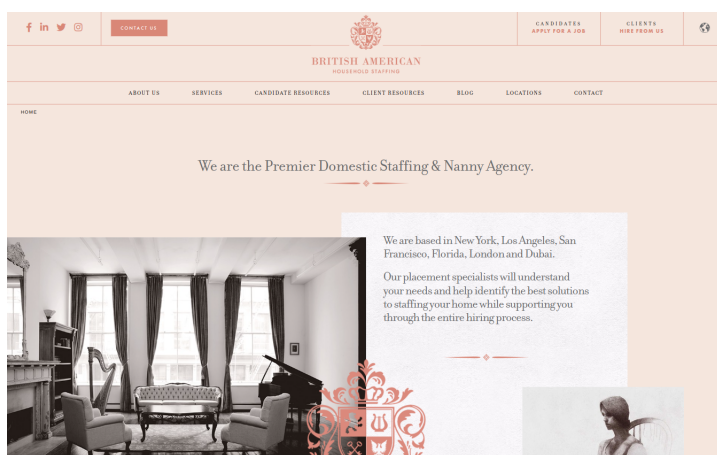 CONTACT US
CANDIDATES
APPLY FOR A JOB
CLIENTS
HIRE FROM US
BRITISH AMERICAN
HOUSEHOLD STAFFING
ABOUT US
SERVICES
CANDIDATE RESOURCES
CLIENT RESOURCES
BLOG
LOCATIONS
CONTACT
HOME
We are the Premier Domestic Staffing & Nanny Agency.
We are based in New York, Los Angeles, San
Francisco, Florida, London and Dubai.
Our placement specialists will understand
your needs and help identify the best solutions
to staffing your home while supporting you
through the entire hiring process.